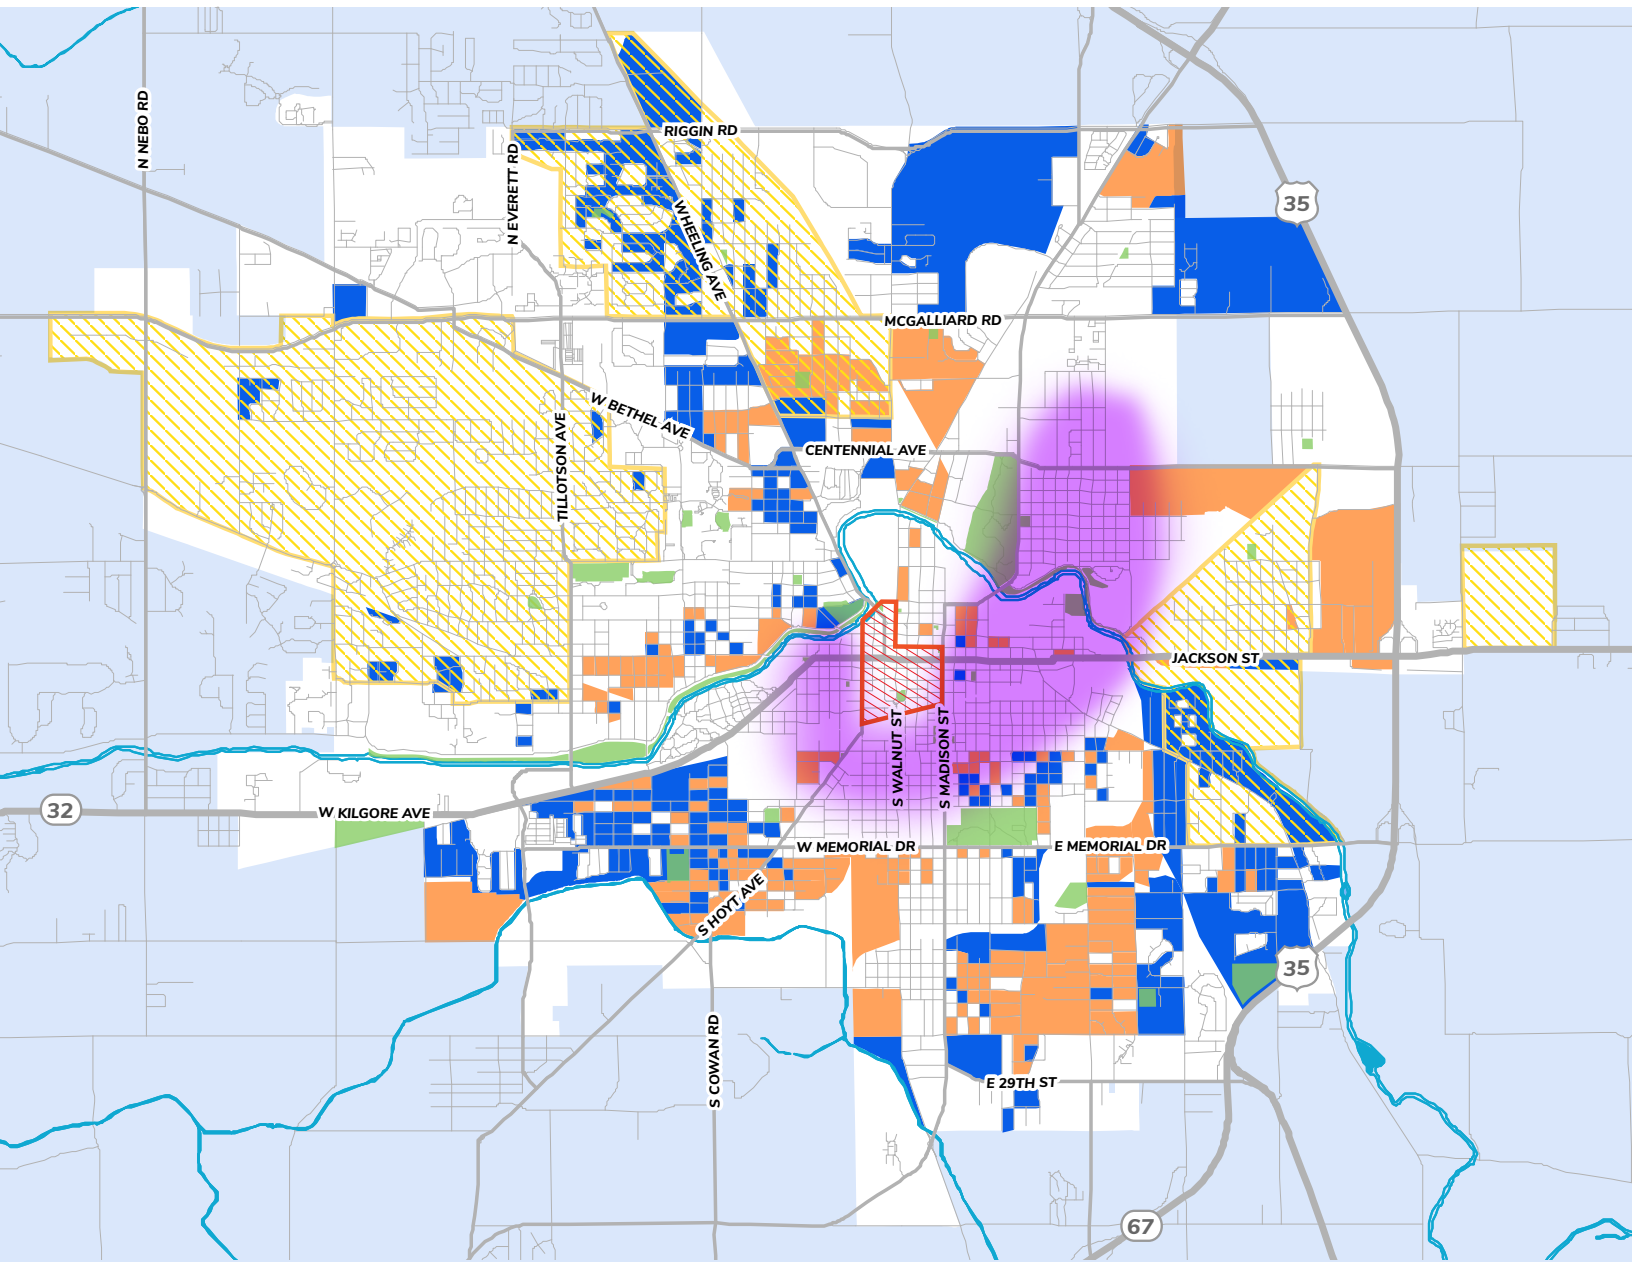 N NEBO RD
RIGGIN RD
N EVERETT RD
WHEELING AVE
35
MCGALLIARD RD
W BETHEL AVE
TILLOTSON AVE
CENTENNIAL AVE
JACKSON ST
S WALNUT ST
S MADISON ST
32
W KILGORE AVE
W MEMORIAL DR
E MEMORIAL DR
S HOYT AVE
35
S COWAN RD
E 29TH ST
67